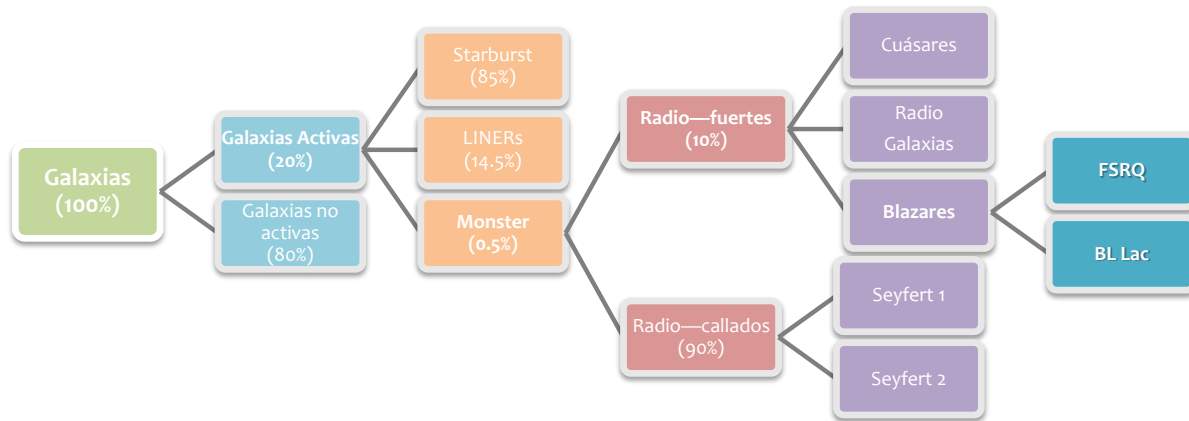 Galaxias
(100%)
Galaxias Activas
(20%)
Galaxias no
activas
(80%)
Starburst
(85%)
LINERs
(14.5%)
Monster
(0.5%)
Radio—fuertes
(10%)
Radio—callados
(90%)
Cuásares
Radio
Galaxias
Blazares
Seyfert 1
Seyfert 2
FSRQ
BL Lac